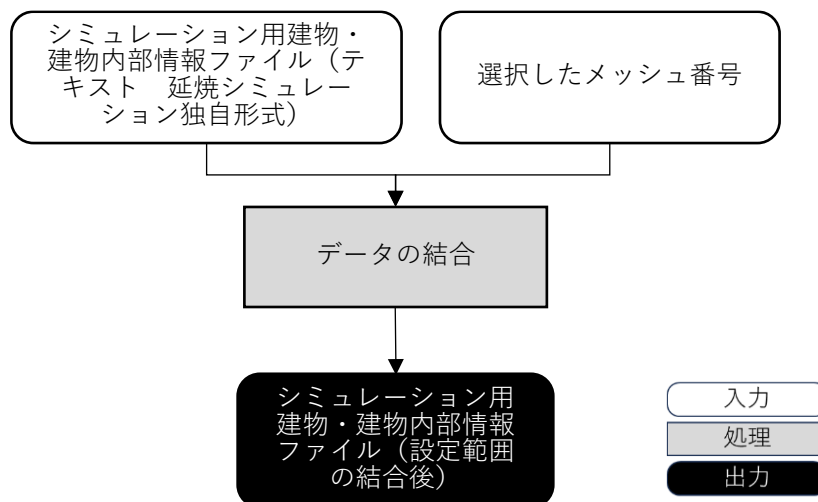 シミュレーション用建物・
建物内部情報ファイル（テ
キスト　延焼シミュレー
ション独自形式）
選択したメッシュ番号
データの結合
シミュレーション用
建物・建物内部情報
ファイル（設定範囲
の結合後）
入力
処理
出力